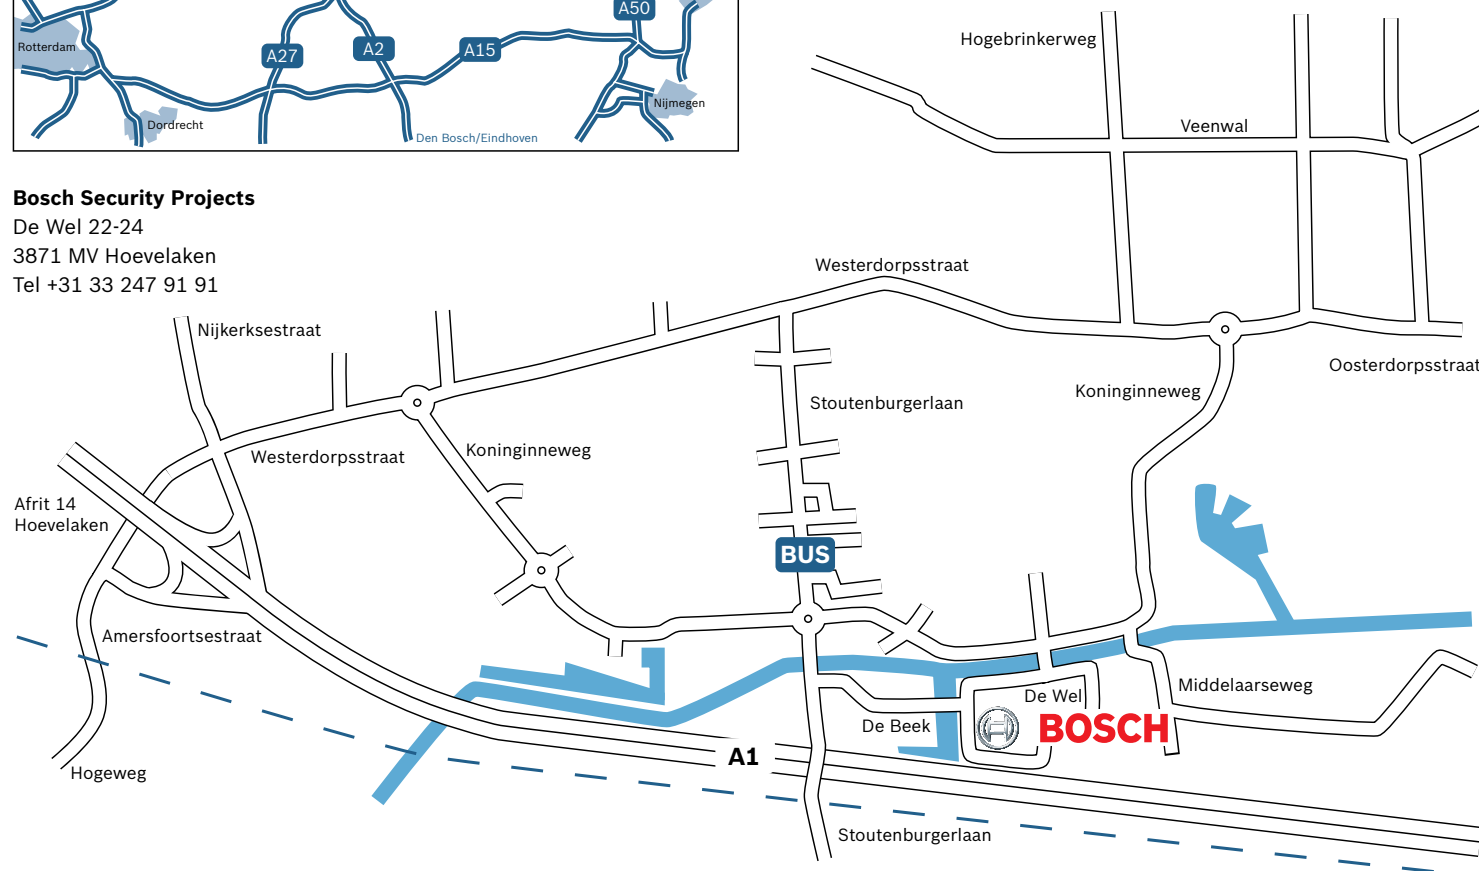 A50
Rotterdam
A27
A2
A15
Nijmegen
Dordrecht
Den Bosch/Eindhoven
Bosch Security Projects
De Wel 22-24
3871 MV Hoevelaken
Tel +31 33 247 91 91
Hogebrinkerweg
Veenwal
Westerdorpsstraat
Nijkerksestraat
Oosterdorpsstraat
Koninginneweg
Stoutenburgerlaan
Koninginneweg
Westerdorpsstraat
Afrit 14
Hoevelaken
BUS
Amersfoortsestraat
Middelaarseweg
De Wel
De Beek
BOSCH
A1
Hogeweg
Stoutenburgerlaan